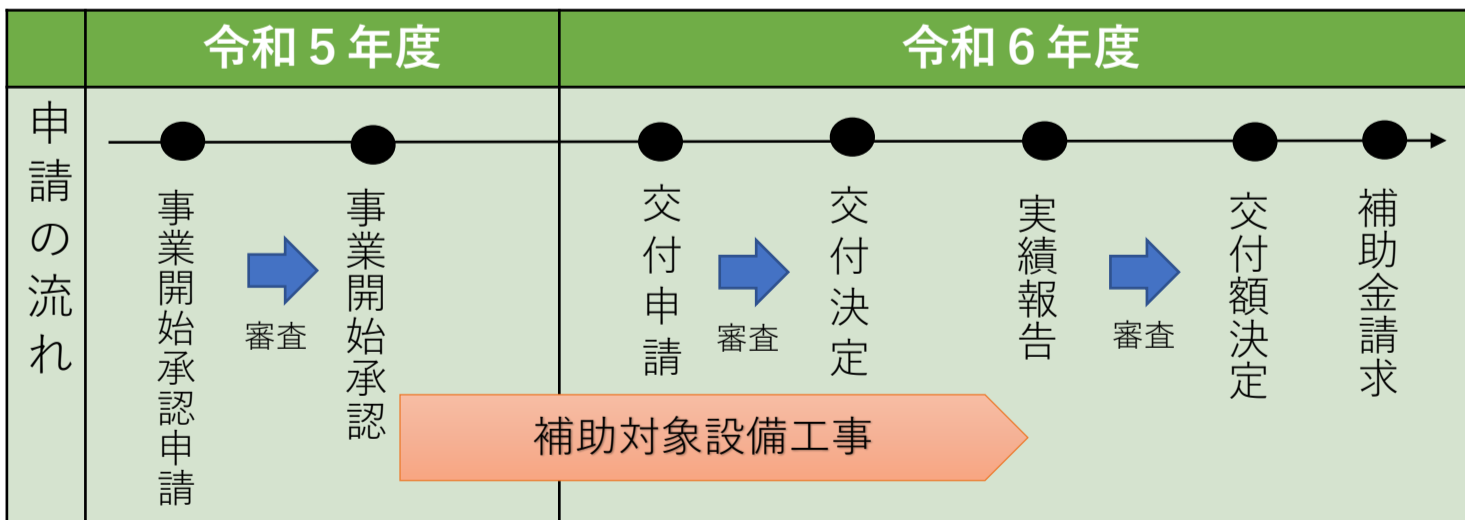 令和５年度
令和６年度
申請の流れ
事業開始承認申請
審査
事業開始承認
交付申請
審査
交付決定
実績報告
審査
交付額決定
補助金請求
補助対象設備工事